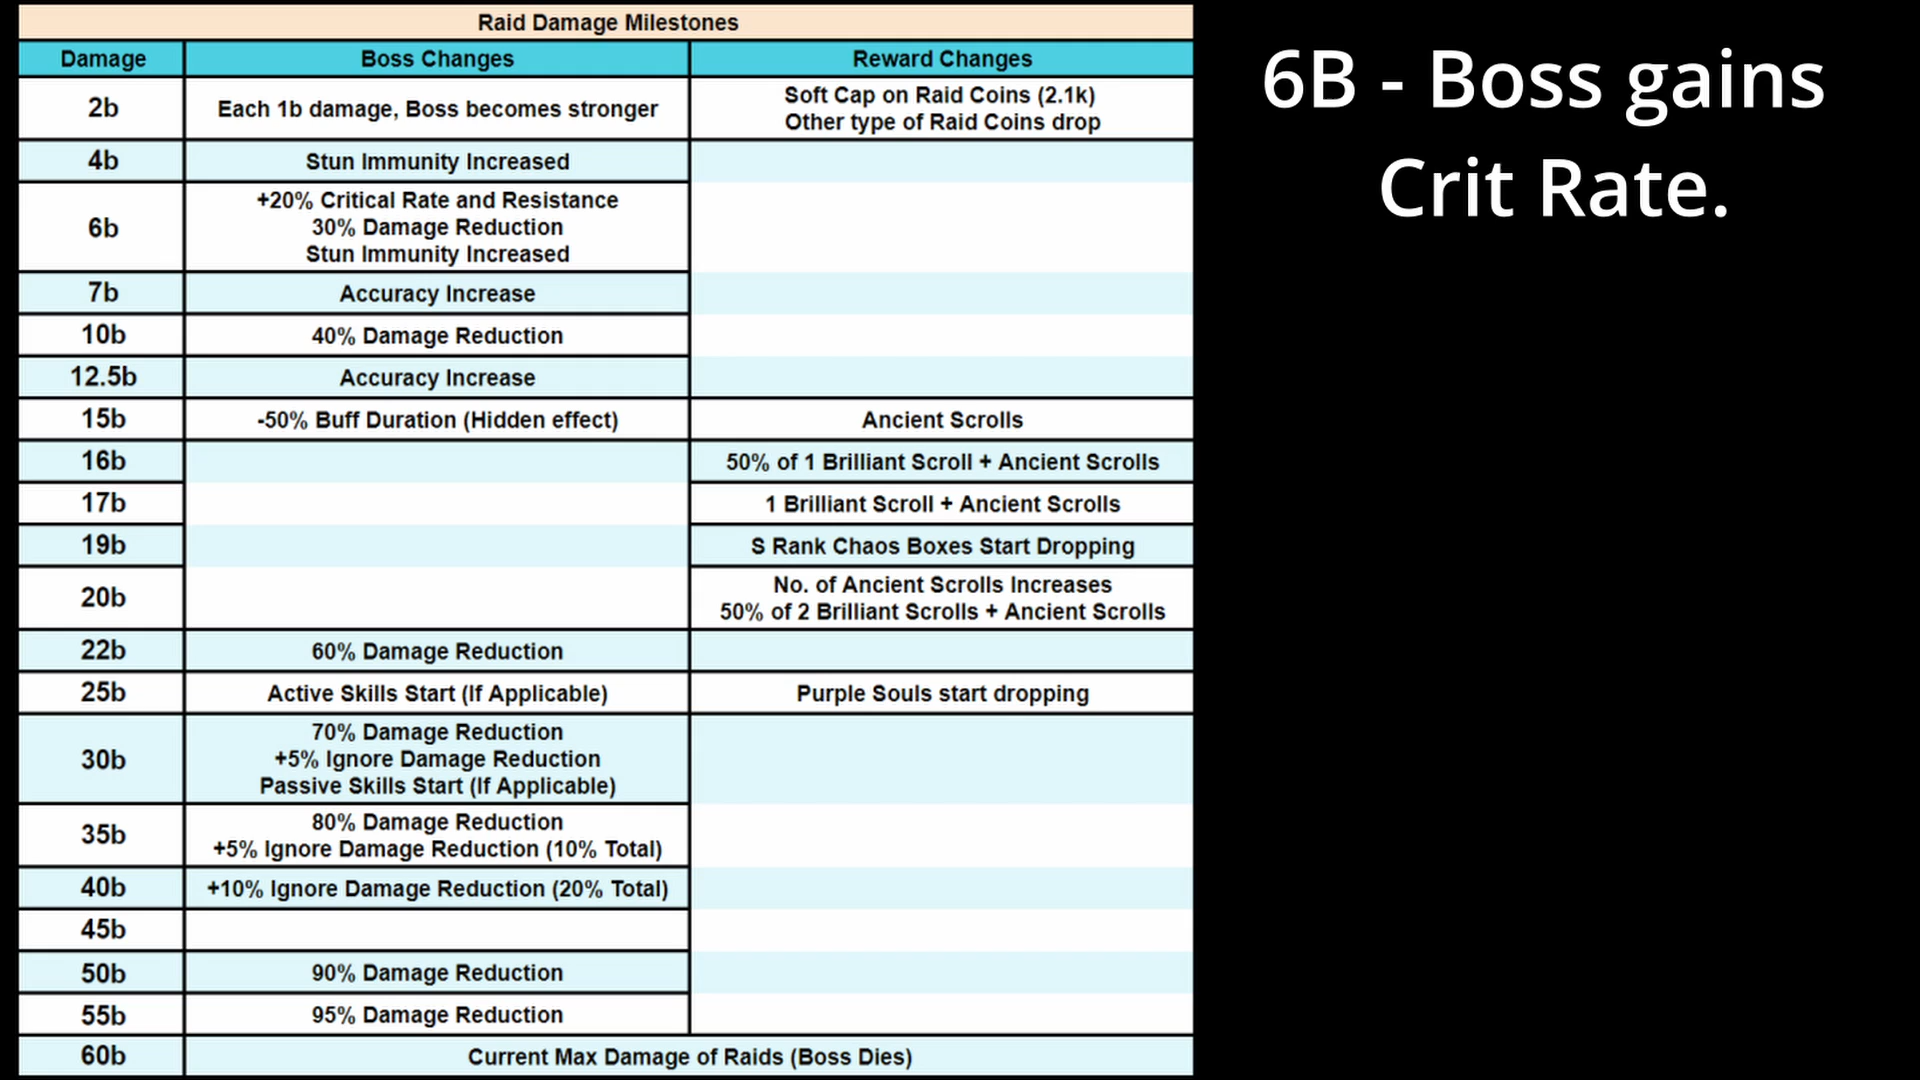 Raid Damage Milestones
Damage Boss Changes Reward Changes
2b Each 1b damage, Boss becomes stronger Soft Cap on Raid Coins (2.1k)
Other type of Raid Coins drop
4b Stun Immunity Increased
6b +20% Critical Rate and Resistance
30% Damage Reduction
Stun Immunity Increased
7b Accuracy Increase
10b 40% Damage Reduction
12.5b Accuracy Increase
15b -50% Buff Duration (Hidden effect) Ancient Scrolls
16b 50% of 1 Brilliant Scroll + Ancient Scrolls
17b 1 Brilliant Scroll + Ancient Scrolls
19b S Rank Chaos Boxes Start Dropping
20b No. of Ancient Scrolls Increases
50% of 2 Brilliant Scrolls + Ancient Scrolls
22b 60% Damage Reduction
25b Active Skills Start (If Applicable) Purple Souls start dropping
30b 70% Damage Reduction
+5% Ignore Damage Reduction
Passive Skills Start (If Applicable)
35b 80% Damage Reduction
+5% Ignore Damage Reduction (10% Total)
40b +10% Ignore Damage Reduction (20% Total)
45b
50b 90% Damage Reduction
55b 95% Damage Reduction
60b Current Max Damage of Raids (Boss Dies)
6B - Boss gains
Crit Rate.